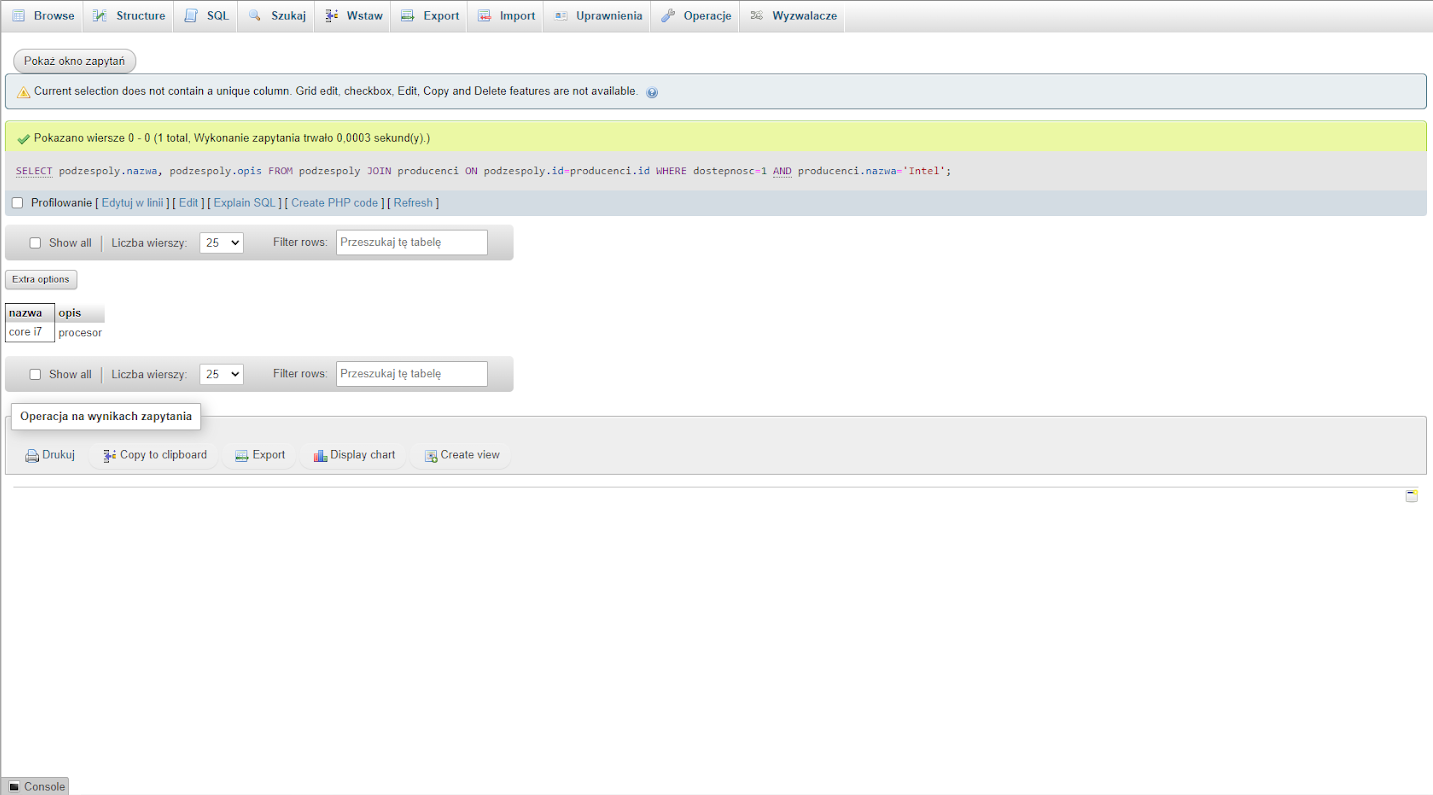 Browse Structure SQL Szukaj Wstaw Export Import Uprawnienia Operacje Wyzwalacze
Pokaż okno zapytań
Current selection does not contain a unique column. Grid edit, checkbox, Edit, Copy and Delete features are not available.
Pokazano wiersze 0 - 0 (1 total, Wykonanie zapytania trwało 0,0003 sekund(y).)
SELECT podzespoly.nazwa, podzespoly.opis FROM podzespoly JOIN producenci ON podzespoly.id=producenci.id WHERE dostepnosc=1 AND producenci.nazwa='Intel';
Profilowanie [ Edytuj w linii ] [ Edit ] [ Explain SQL ] [ Create PHP code ] [ Refresh ]
Show all Liczba wierszy: 25 Filter rows: Przeszukaj tę tabelę
Extra options
nazwa opis
core i7 procesor
Show all Liczba wierszy: 25 Filter rows: Przeszukaj tę tabelę
Operacja na wynikach zapytania
Drukuj Copy to clipboard Export Display chart Create view
Console